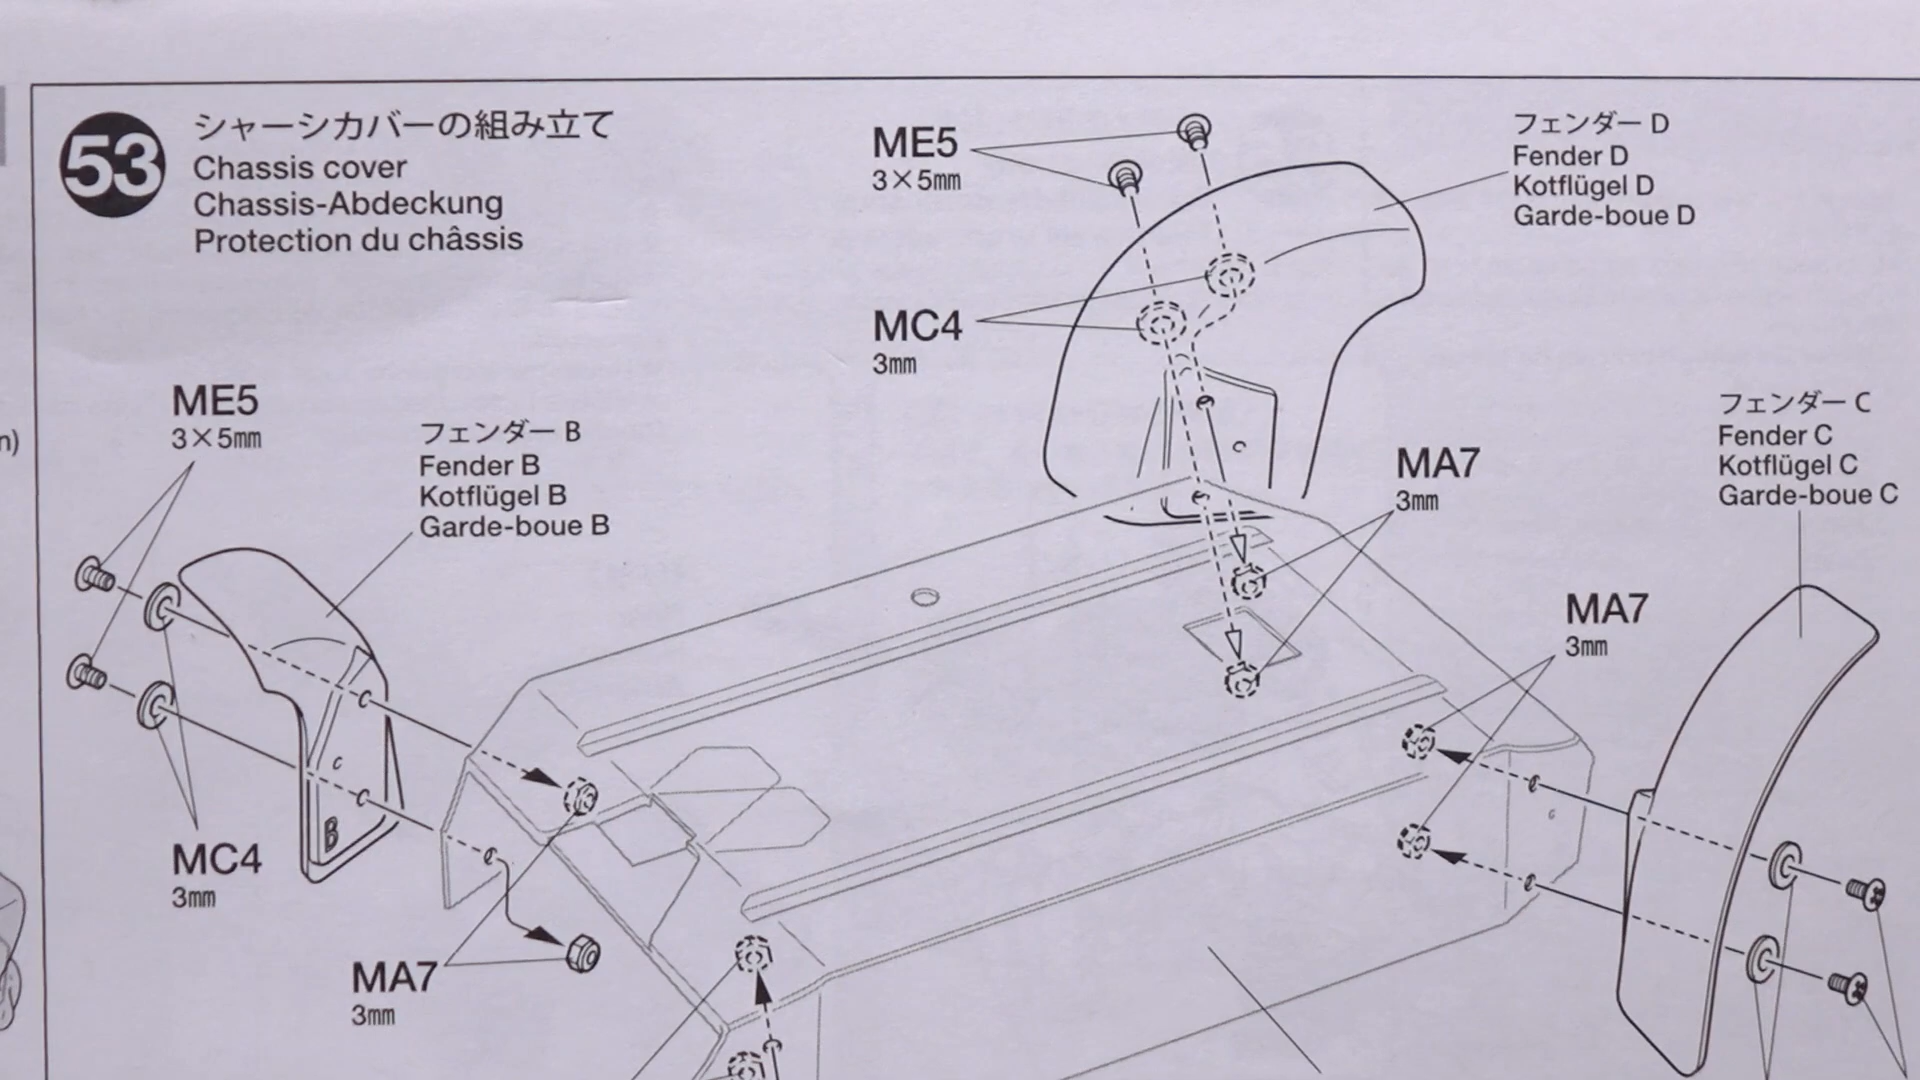 53
シャーシカバーの組み立て
Chassis cover
Chassis-Abdeckung
Protection du châssis
ME5
3×5mm
フェンダー D
Fender D
Kotflügel D
Garde-boue D
MC4
3mm
ME5
3×5mm
フェンダー B
Fender B
Kotflügel B
Garde-boue B
フェンダー C
Fender C
Kotflügel C
Garde-boue C
MA7
3mm
n)
MA7
3mm
B
MC4
3mm
MA7
3mm